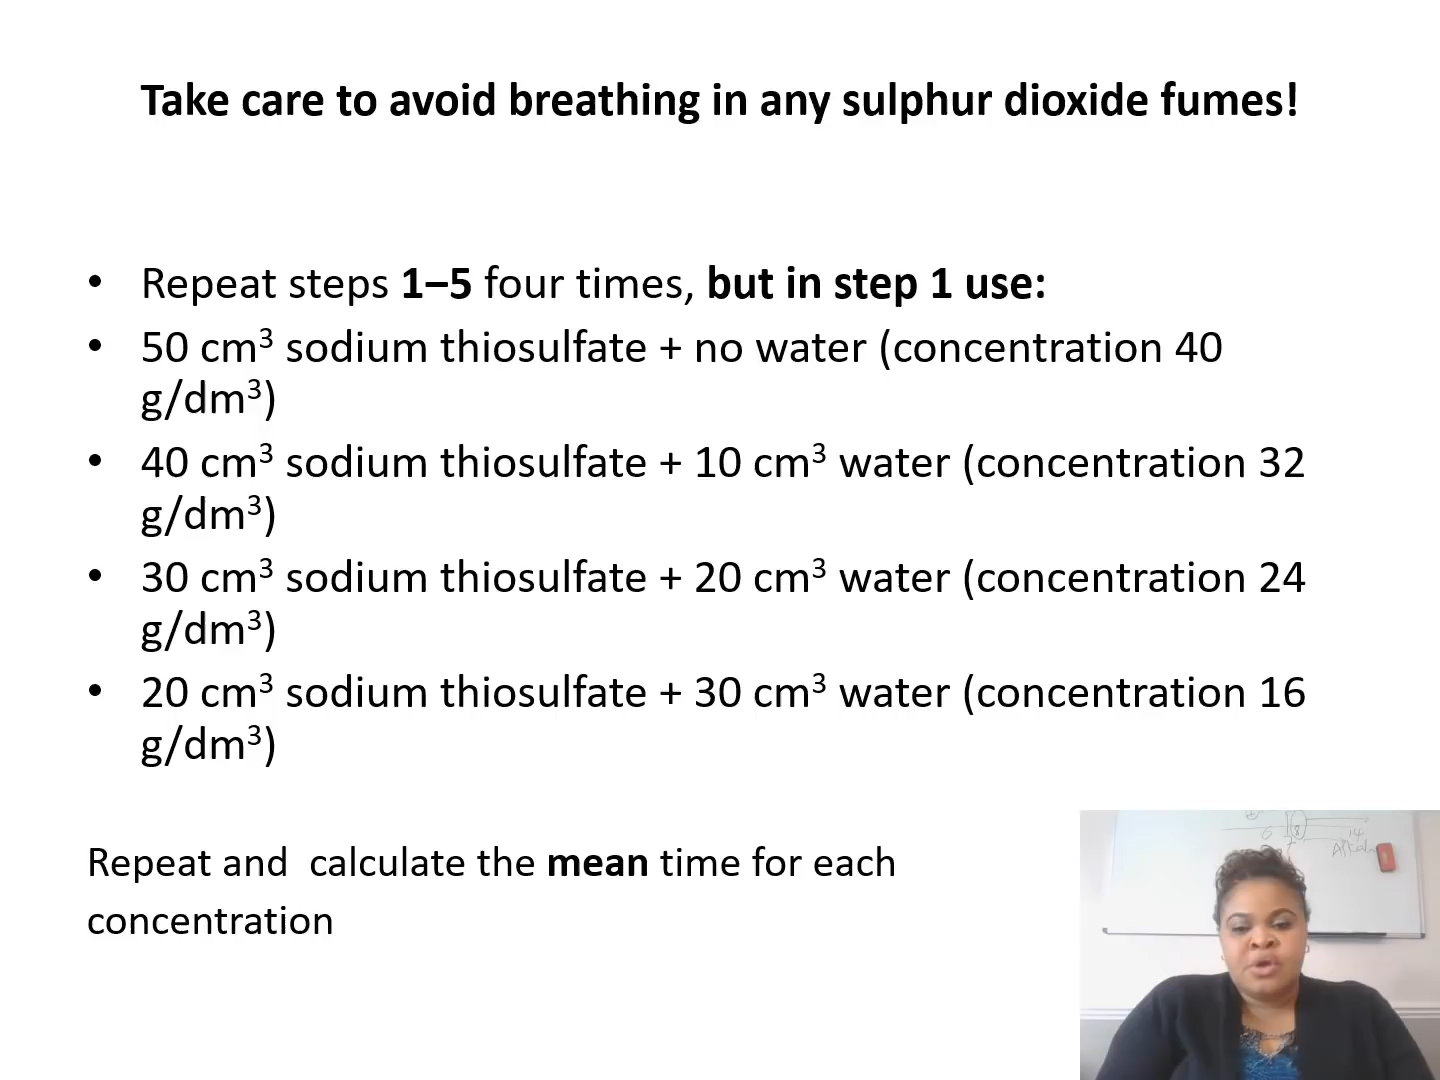 Take care to avoid breathing in any sulphur dioxide fumes!
• Repeat steps 1–5 four times, but in step 1 use:
• 50 cm³ sodium thiosulfate + no water (concentration 40
g/dm³)
• 40 cm³ sodium thiosulfate + 10 cm³ water (concentration 32
g/dm³)
• 30 cm³ sodium thiosulfate + 20 cm³ water (concentration 24
g/dm³)
• 20 cm³ sodium thiosulfate + 30 cm³ water (concentration 16
g/dm³)
Repeat and  calculate the mean time for each
concentration
14